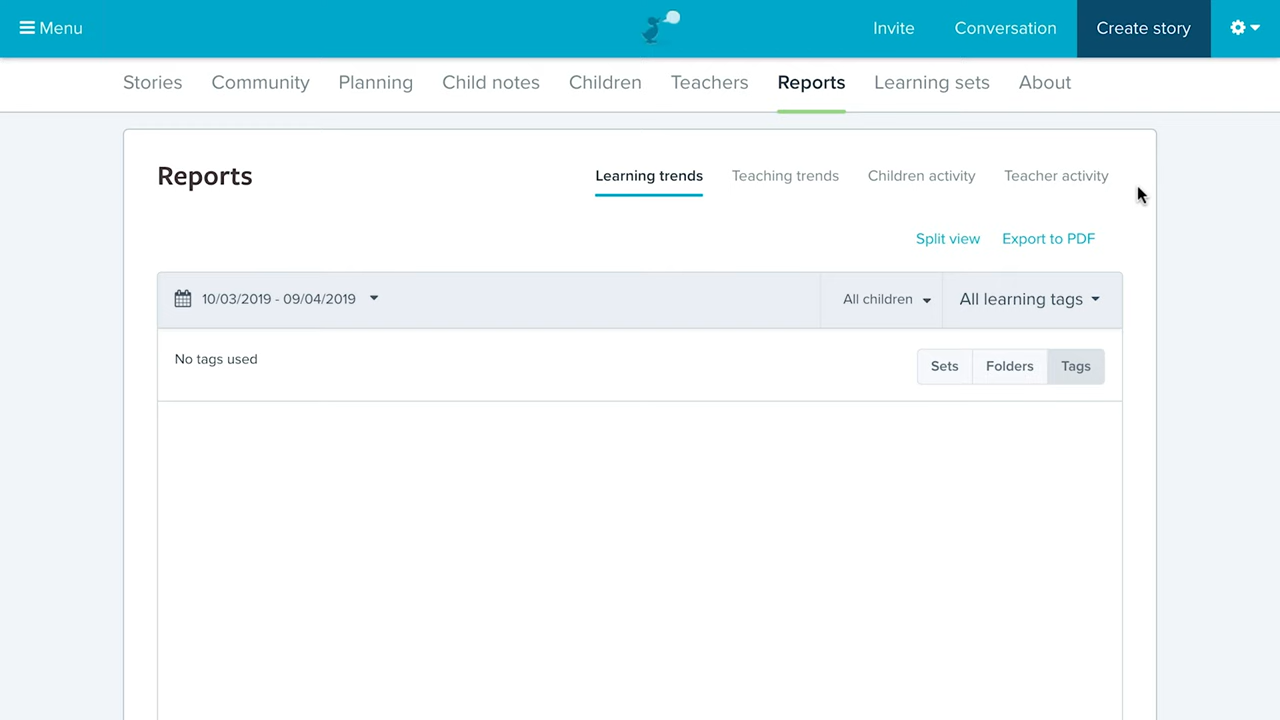 Menu
Invite
Conversation
Create story
Stories
Community
Planning
Child notes
Children
Teachers
Reports
Learning sets
About
Reports
Learning trends
Teaching trends
Children activity
Teacher activity
Split view
Export to PDF
10/03/2019 - 09/04/2019
All children
All learning tags
No tags used
Sets
Folders
Tags